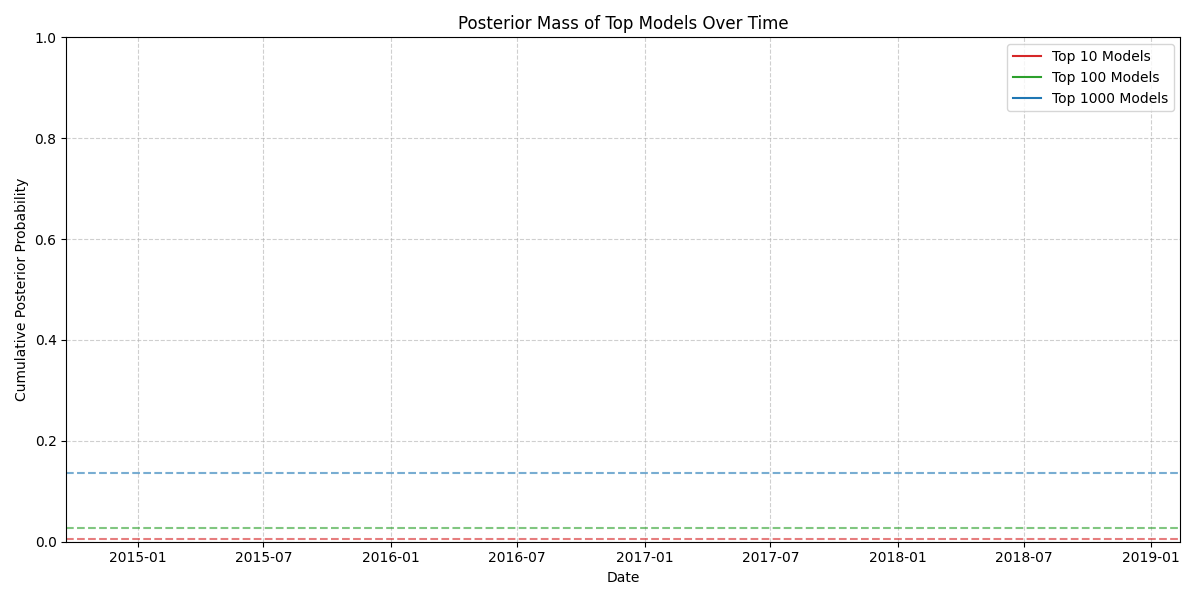 Posterior Mass of Top Models Over Time
Cumulative Posterior Probability
1.0
0.8
0.6
0.4
0.2
0.0
Top 10 Models
Top 100 Models
Top 1000 Models
2015-01
2015-07
2016-01
2016-07
2017-01
2017-07
2018-01
2018-07
2019-01
Date